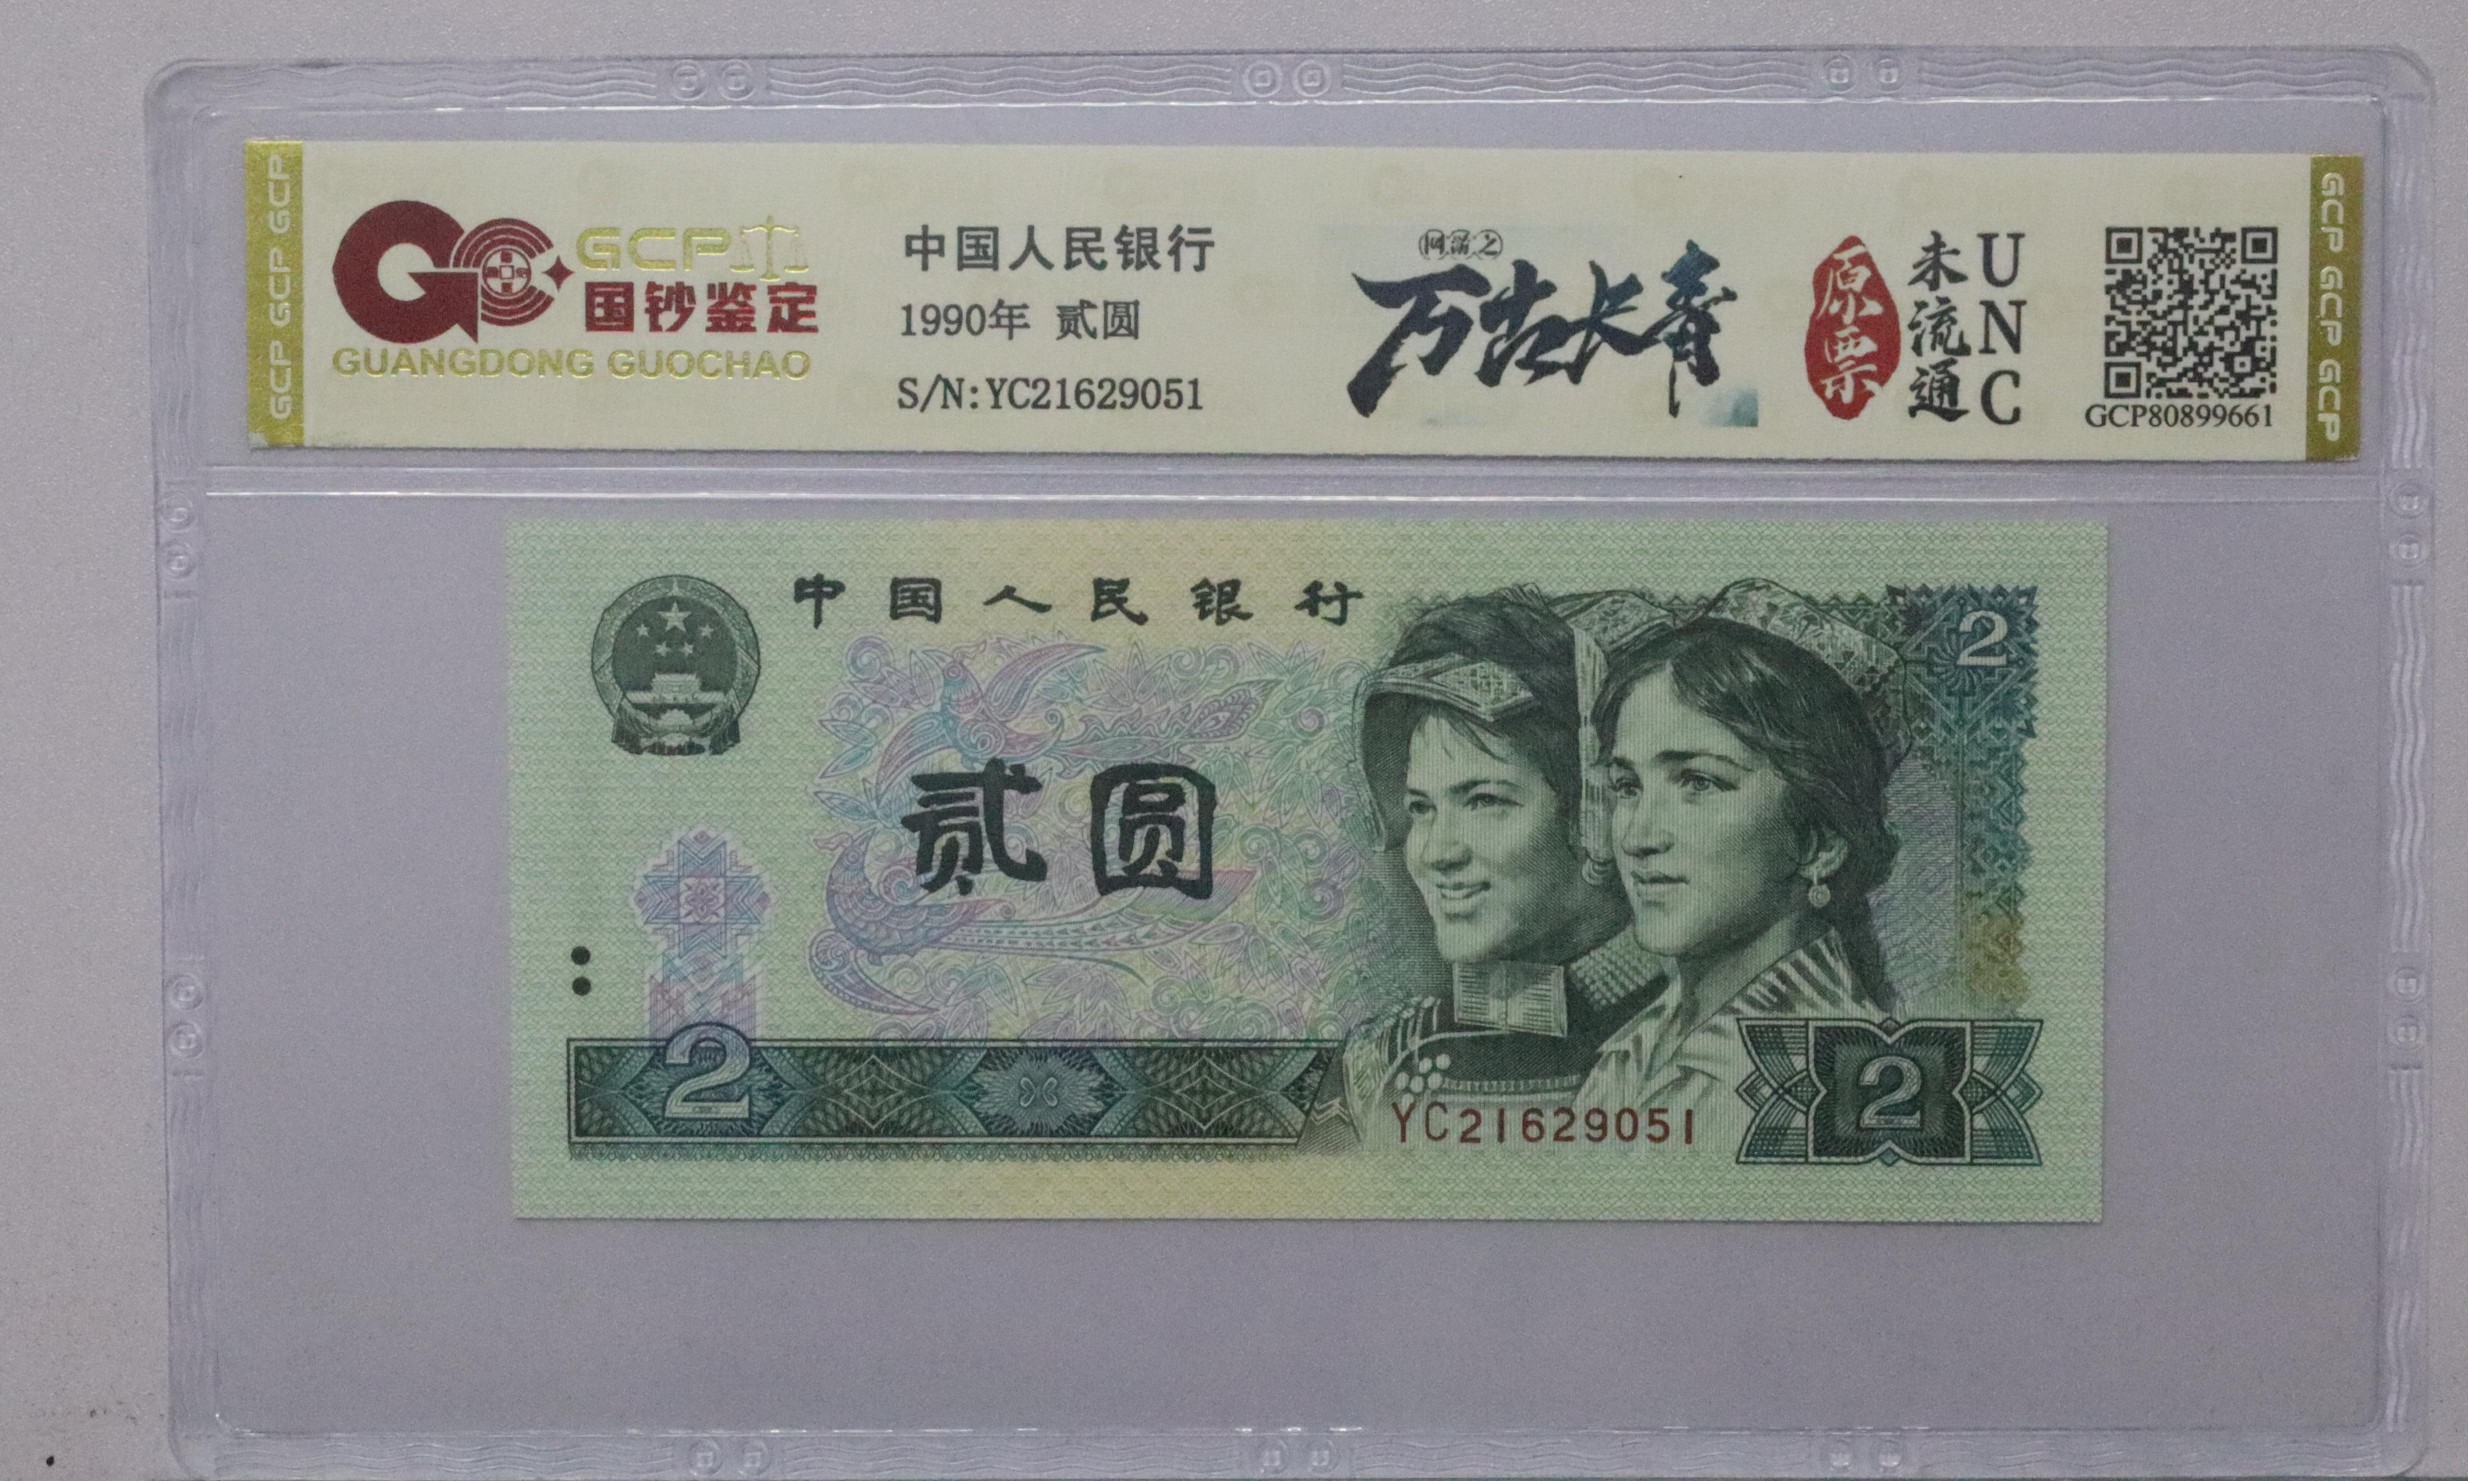 GCP GCP GCP
GCP
国钞鉴定
GUANGDONG GUOCHAO
中国人民银行
1990年 贰圆
S/N:YC21629051
万古长青
原票
未流通
UNC
GCP80899661
GCP GCP GCP
中国人民银行
2
贰圆
2
YC21629051
2